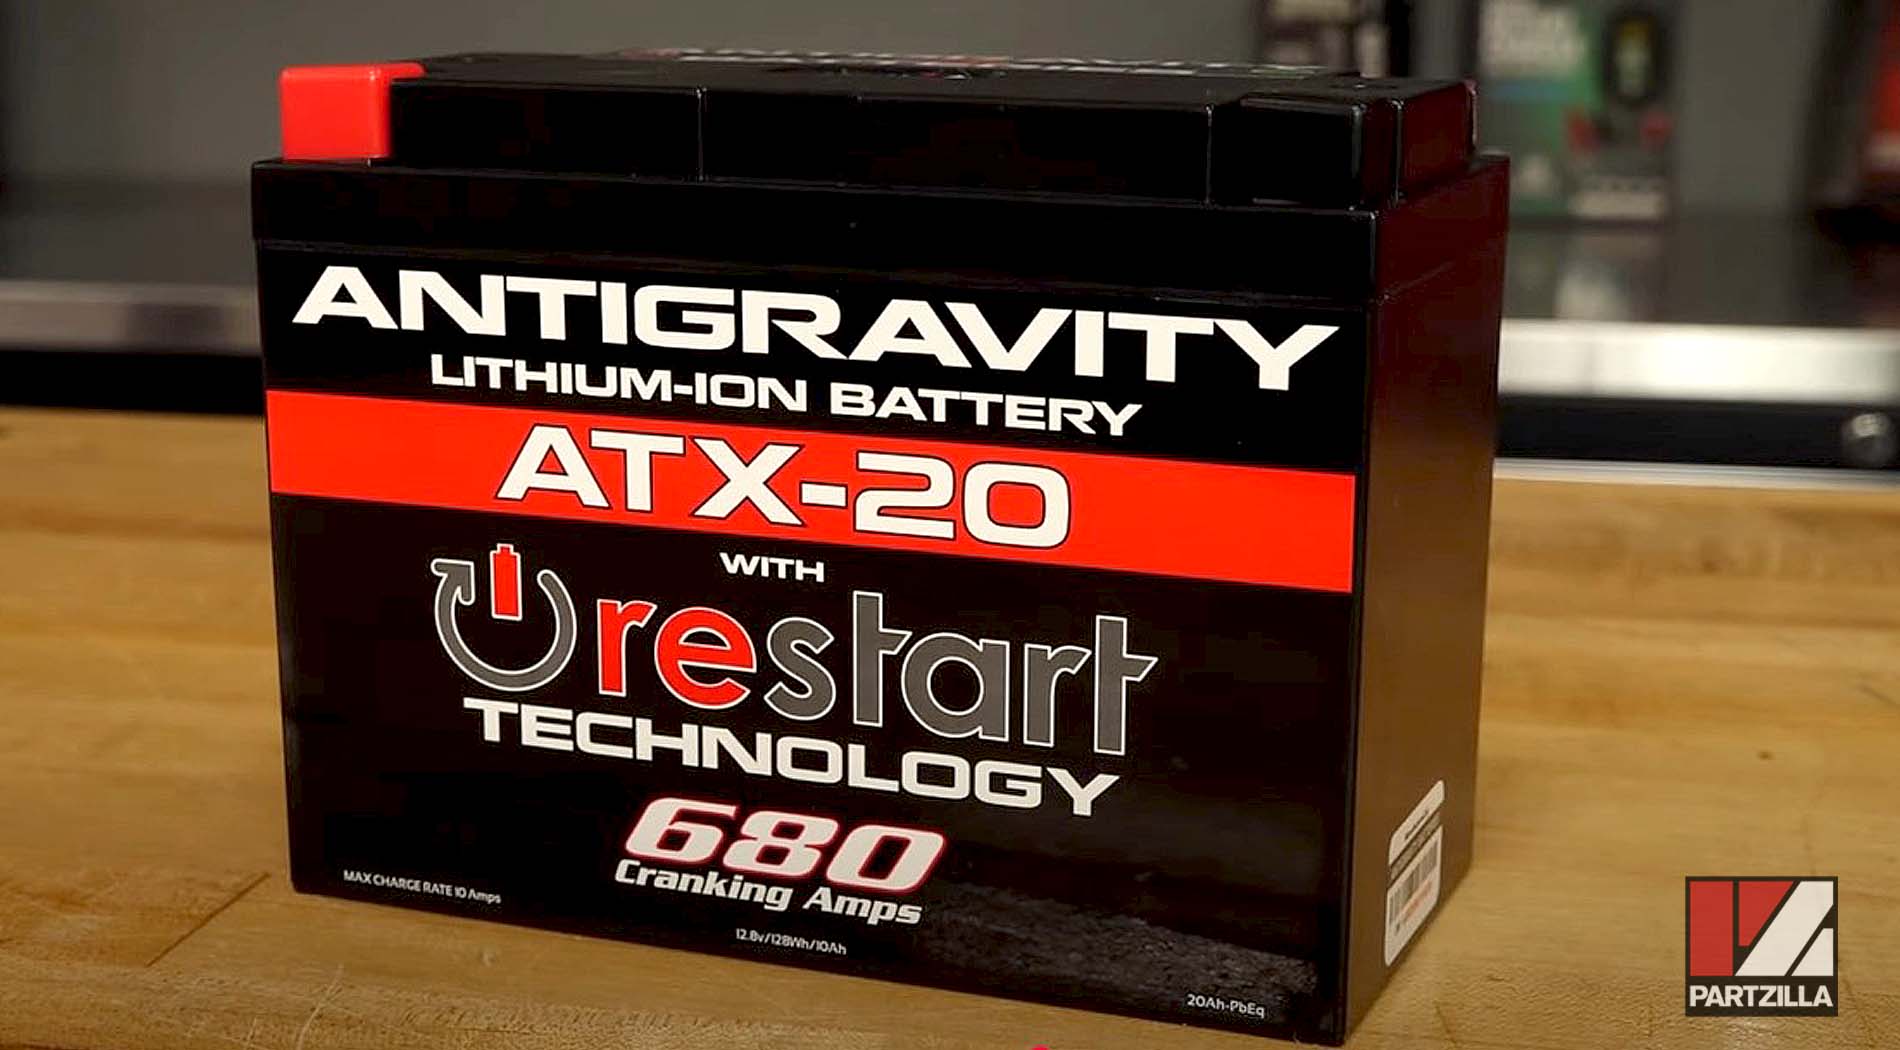 ANTIGRAVITY
LITHIUM-ION BATTERY
ATX-20
WITH
restart
TECHNOLOGY
680
Cranking Amps
MAX CHARGE RATE 10 Amps
12.8v/128Wh/10Ah
20Ah-PbEq
PARTZILLA